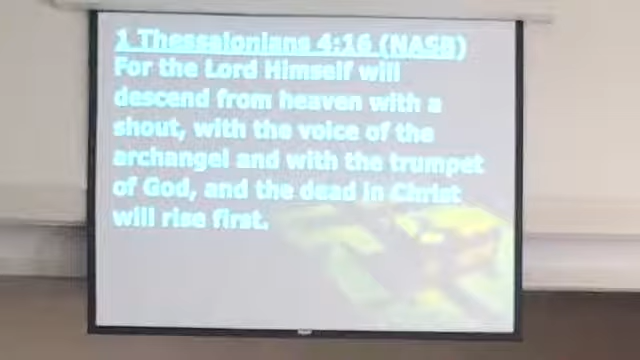 1 Thessalonians 4:16 (NASB)
For the Lord Himself will
descend from heaven with a
shout, with the voice of the
archangel and with the trumpet
of God, and the dead in Christ
will rise first.